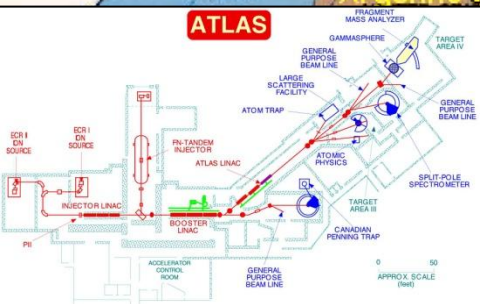 ATLAS
FRAGMENT
MASS ANALYZER
GAMMASPHERE
TARGET
AREA IV
GENERAL
PURPOSE
BEAM LINE
LARGE
SCATTERING
FACILITY
ATOM TRAP
GENERAL
PURPOSE
BEAM LINE
ECR II
ION
SOURCE
ECR I
ION
SOURCE
FN-TANDEM
INJECTOR
ATLAS LINAC
ATOMIC
PHYSICS
SPLIT-POLE
SPECTROMETER
INJECTOR LINAC
PII
BOOSTER
LINAC
TARGET
AREA III
CANADIAN
PENNING TRAP
ACCELERATOR
CONTROL
ROOM
GENERAL
PURPOSE
BEAM LINE
0 50
APPROX. SCALE
(feet)